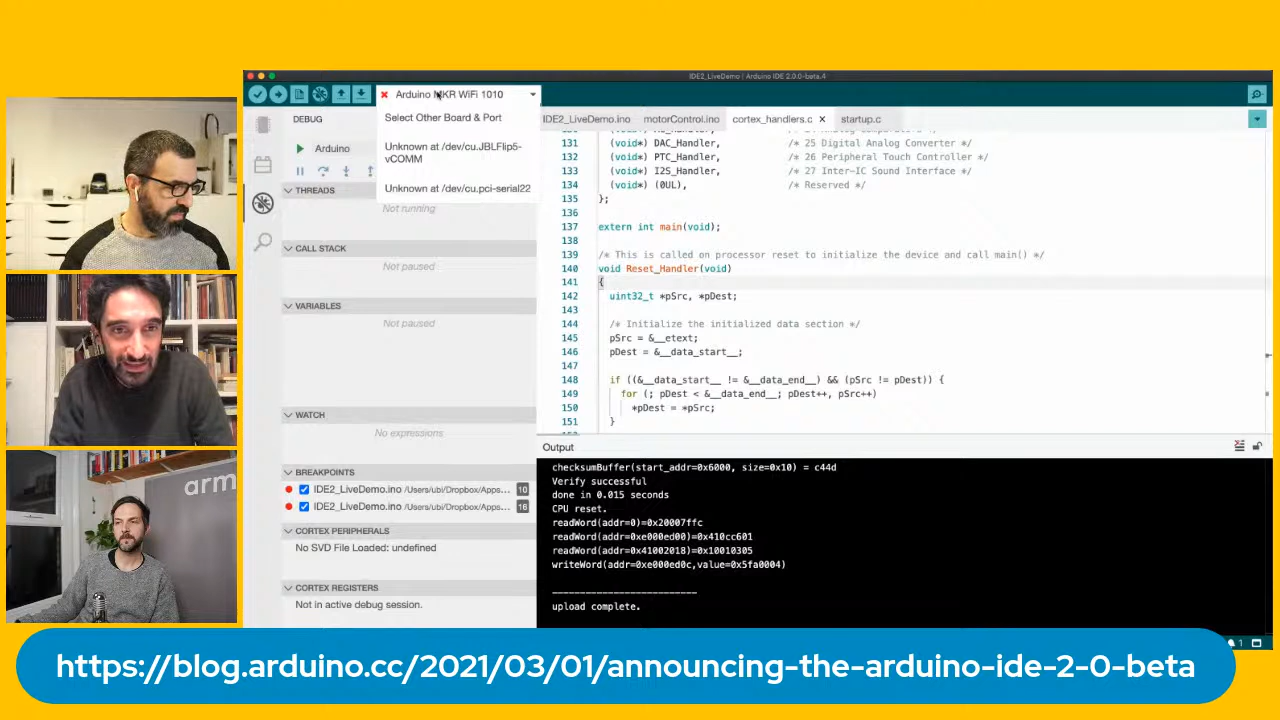 IDE2_LiveDemo | Arduino IDE 2.0.0-beta.4
Arduino MKR WiFi 1010
Select Other Board & Port
Unknown at /dev/cu.JBLFlip5-
vCOMM
Unknown at /dev/cu.pci-serial22
DEBUG
Arduino
THREADS
Not running
CALL STACK
Not paused
VARIABLES
Not paused
WATCH
No expressions
BREAKPOINTS
IDE2_LiveDemo.ino /Users/ubi/Dropbox/Apps... 10
IDE2_LiveDemo.ino /Users/ubi/Dropbox/Apps... 16
CORTEX PERIPHERALS
No SVD File Loaded: undefined
CORTEX REGISTERS
Not in active debug session.
IDE2_LiveDemo.ino motorControl.ino cortex_handlers.c startup.c
131 (void*) DAC_Handler, /* 25 Digital Analog Converter */
132 (void*) PTC_Handler, /* 26 Peripheral Touch Controller */
133 (void*) I2S_Handler, /* 27 Inter-IC Sound Interface */
134 (void*) (0UL), /* Reserved */
135 };
136
137 extern int main(void);
138
139 /* This is called on processor reset to initialize the device and call main() */
140 void Reset_Handler(void)
141 {
142 uint32_t *pSrc, *pDest;
143
144 /* Initialize the initialized data section */
145 pSrc = &__etext;
146 pDest = &__data_start__;
147
148 if ((&__data_start__ != &__data_end__) && (pSrc != pDest)) {
149 for (; pDest < &__data_end__; pDest++, pSrc++)
150 *pDest = *pSrc;
151 }
Output
checksumBuffer(start_addr=0x6000, size=0x10) = c44d
Verify successful
done in 0.015 seconds
CPU reset.
readWord(addr=0)=0x20007ffc
readWord(addr=0xe000ed00)=0x410cc601
readWord(addr=0x41002018)=0x10010305
writeWord(addr=0xe000ed0c,value=0x5fa0004)
-------------------------
upload complete.
1
arm
https://blog.arduino.cc/2021/03/01/announcing-the-arduino-ide-2-0-beta